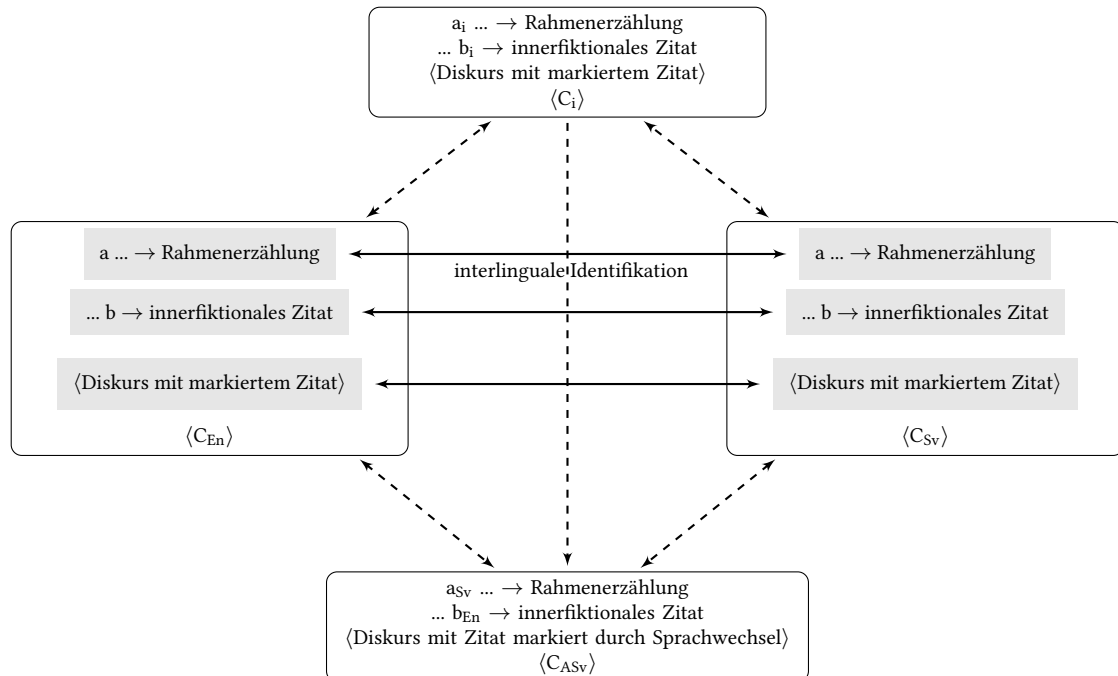 aᵢ ... → Rahmenerzählung
... bᵢ → innerfiktionales Zitat
⟨Diskurs mit markiertem Zitat⟩
⟨Cᵢ⟩
a ... → Rahmenerzählung
... b → innerfiktionales Zitat
⟨Diskurs mit markiertem Zitat⟩
⟨C_En⟩
interlinguale Identifikation
a ... → Rahmenerzählung
... b → innerfiktionales Zitat
⟨Diskurs mit markiertem Zitat⟩
⟨C_Sv⟩
a_Sv ... → Rahmenerzählung
... b_En → innerfiktionales Zitat
⟨Diskurs mit Zitat markiert durch Sprachwechsel⟩
⟨C_ASv⟩